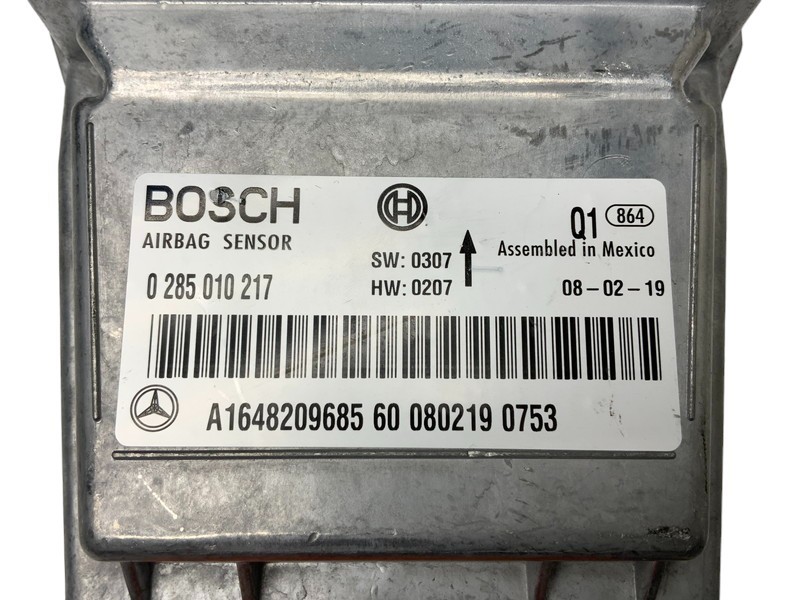 BOSCH
AIRBAG SENSOR
0 285 010 217
SW: 0307
HW: 0207
Q1 864
Assembled in Mexico
08-02-19
A1648209685 60 080219 0753